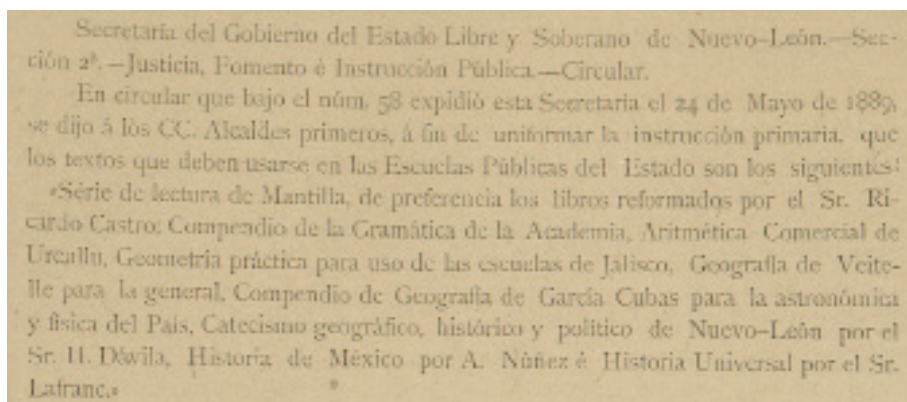 Secretaría del Gobierno del Estado Libre y Soberano de Nuevo-León.—Sec-
ción 2ª.—Justicia, Fomento é Instrucción Pública.—Circular.
En circular que bajo el núm. 58 expidió esta Secretaría el 24 de Mayo de 1889,
se dijo á los CC. Alcaldes primeros, á fin de uniformar la instrucción primaria, que
los textos que deben usarse en las Escuelas Públicas del Estado son los siguientes:
«Série de lectura de Mantilla, de preferencia los libros reformados por el Sr. Ri-
cardo Castro: Compendio de la Gramática de la Academia, Aritmética Comercial de
Urcullu, Geometría práctica para uso de las escuelas de Jalisco, Geografía de Veite-
lle para la general, Compendio de Geografía de García Cubas para la astronómica
y física del País, Catecismo geográfico, histórico y político de Nuevo-León por el
Sr. H. Dávila, Historia de México por A. Núñez é Historia Universal por el Sr.
Lafranc.»